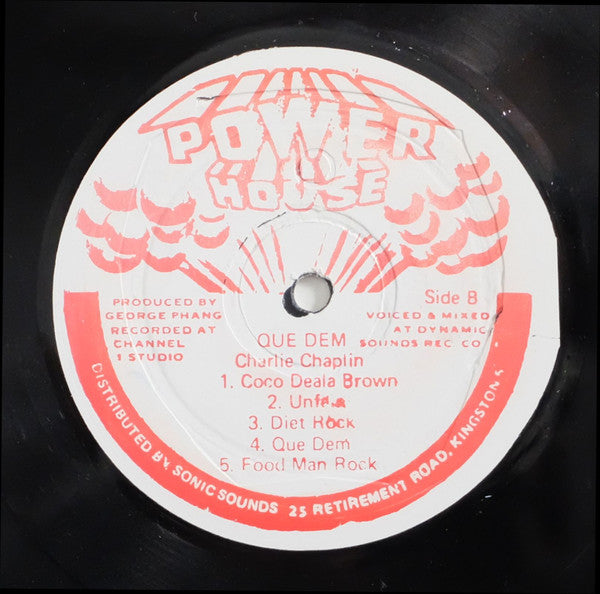 POWER
HOUSE
Side B
PRODUCED BY
GEORGE PHANG
RECORDED AT
CHANNEL
1 STUDIO
VOICED & MIXED
AT DYNAMIC
SOUNDS REC. CO.
QUE DEM
Charlie Chaplin
1. Coco Deala Brown
2.
3. Diet Rock
4. Que Dem
5. Food Man Rock
DISTRIBUTED BY SONIC SOUNDS 25 RETIREMENT ROAD, KINGSTON 5